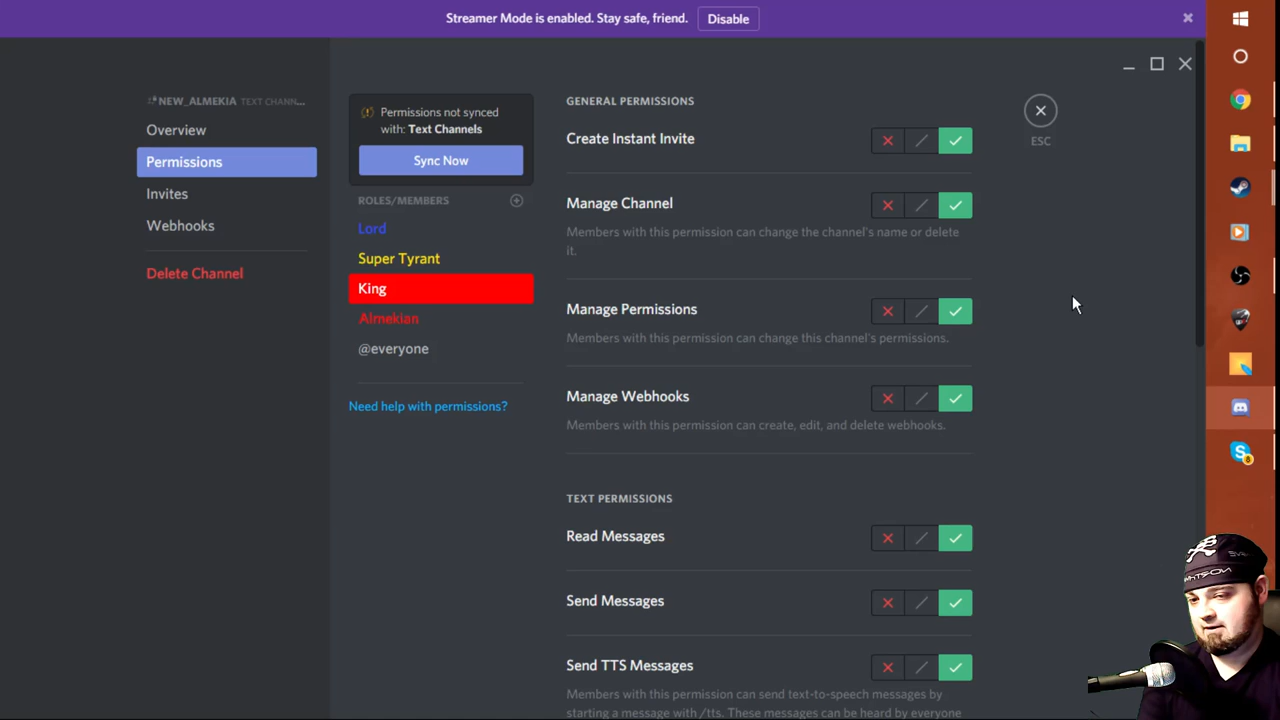 Streamer Mode is enabled. Stay safe, friend.
Disable
NEW_ALMEKIA TEXT CHANN...
Overview
Permissions
Invites
Webhooks
Delete Channel
Permissions not synced
with: Text Channels
Sync Now
ROLES/MEMBERS
Lord
Super Tyrant
King
Almekian
@everyone
Need help with permissions?
GENERAL PERMISSIONS
Create Instant Invite
Manage Channel
Members with this permission can change the channel's name or delete
it.
Manage Permissions
Members with this permission can change this channel's permissions.
Manage Webhooks
Members with this permission can create, edit, and delete webhooks.
TEXT PERMISSIONS
Read Messages
Send Messages
Send TTS Messages
Members with this permission can send text-to-speech messages by
starting a message with /tts. These messages can be heard by everyone
ESC